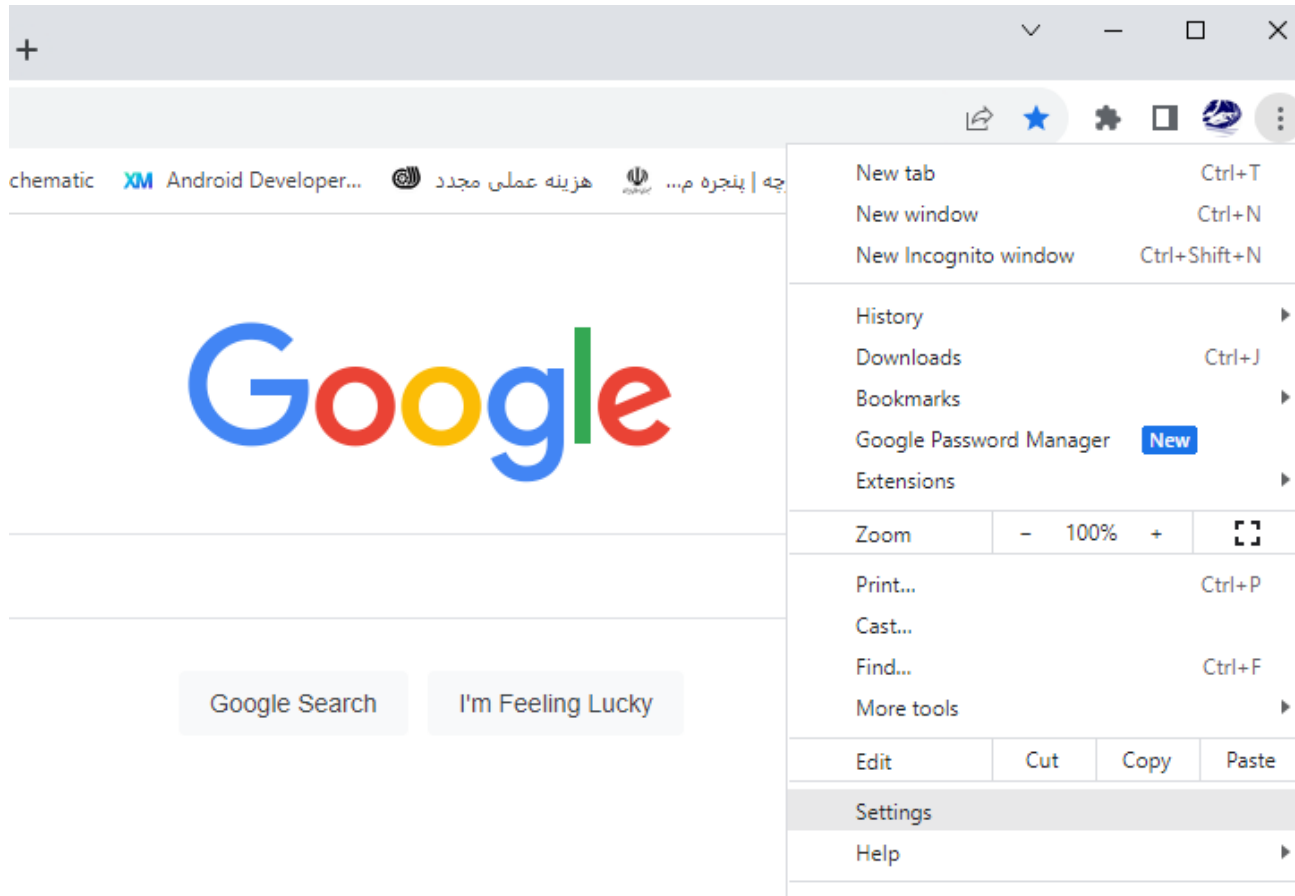 chematic XM Android Developer... هزینه عملی مجدد چه | پنجره م...
Google
Google Search I'm Feeling Lucky
New tab Ctrl+T
New window Ctrl+N
New Incognito window Ctrl+Shift+N
History
Downloads Ctrl+J
Bookmarks
Google Password Manager New
Extensions
Zoom - 100% +
Print... Ctrl+P
Cast...
Find... Ctrl+F
More tools
Edit Cut Copy Paste
Settings
Help